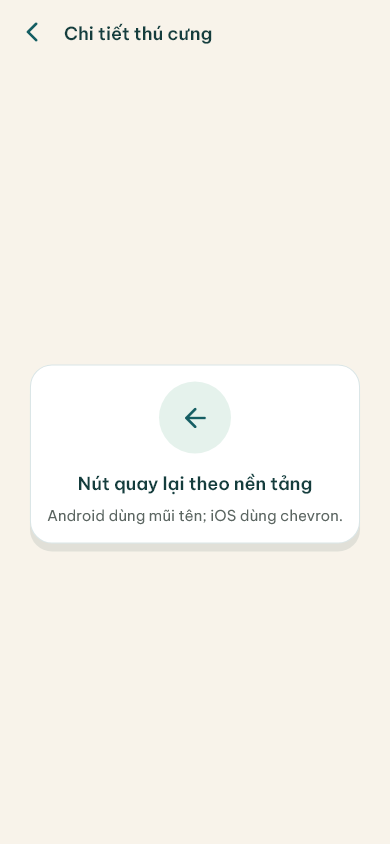 Chi tiết thú cưng
Nút quay lại theo nền tảng
Android dùng mũi tên; iOS dùng chevron.